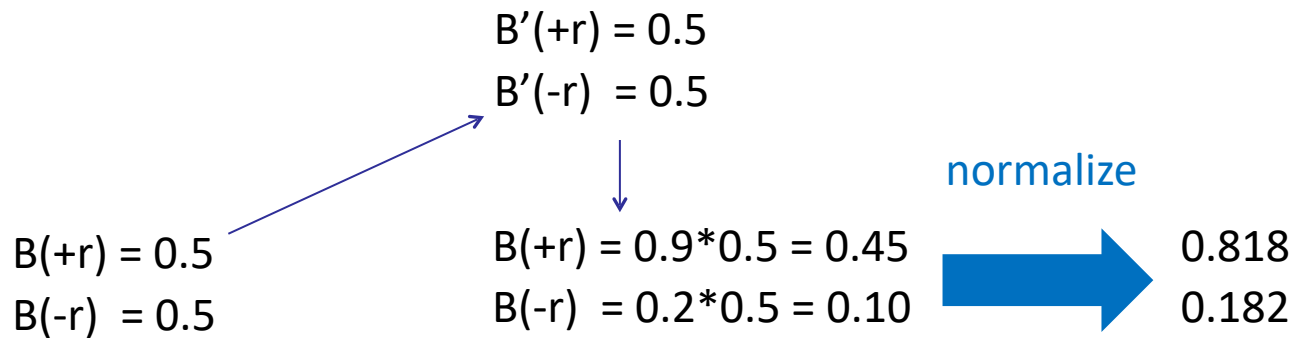 B’(+r) = 0.5
B’(-r) = 0.5
normalize
B(+r) = 0.5
B(-r) = 0.5
B(+r) = 0.9*0.5 = 0.45
B(-r) = 0.2*0.5 = 0.10
0.818
0.182